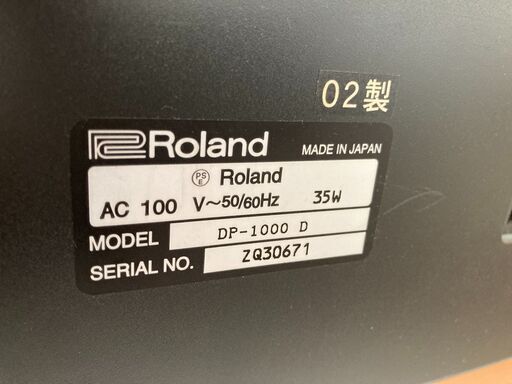 02製
Roland
MADE IN JAPAN
PS
E
Roland
AC 100 V～50/60Hz 35W
MODEL DP-1000 D
SERIAL NO. ZQ30671